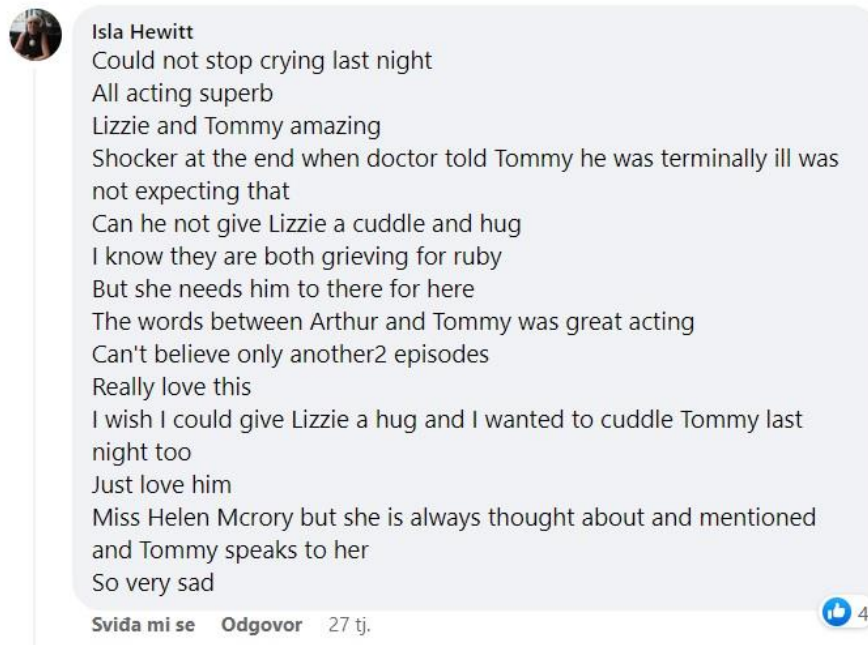 Isla Hewitt
Could not stop crying last night
All acting superb
Lizzie and Tommy amazing
Shocker at the end when doctor told Tommy he was terminally ill was
not expecting that
Can he not give Lizzie a cuddle and hug
I know they are both grieving for ruby
But she needs him to there for here
The words between Arthur and Tommy was great acting
Can't believe only another2 episodes
Really love this
I wish I could give Lizzie a hug and I wanted to cuddle Tommy last
night too
Just love him
Miss Helen Mcrory but she is always thought about and mentioned
and Tommy speaks to her
So very sad
Sviđa mi se Odgovor 27 tj. 4